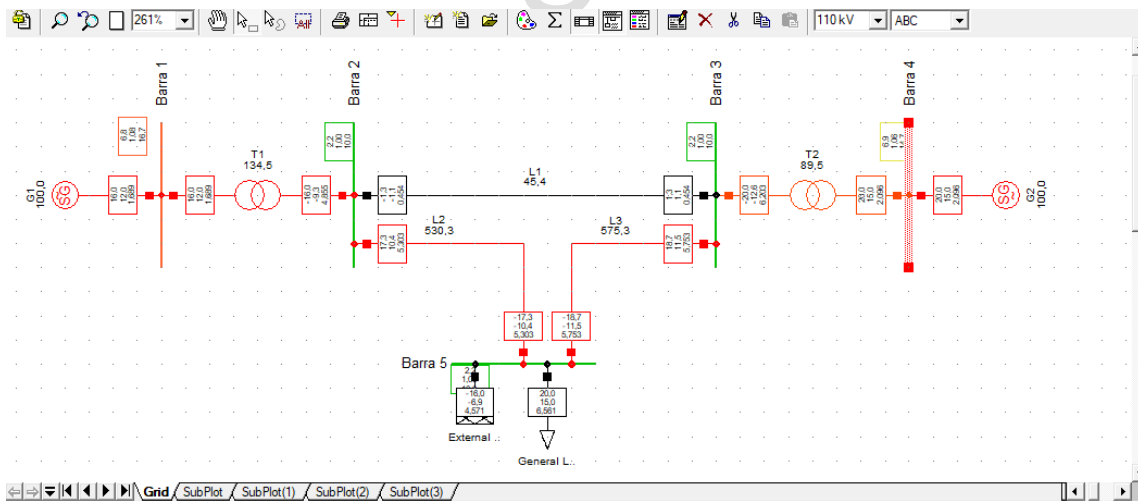 261%
110 kV
ABC
Barra 1
Barra 2
Barra 3
Barra 4
6,8
1,08
16,7
2,2
1,00
10,0
2,2
1,00
10,0
6,9
1,06
G1
100,0
SG
~
16,0
12,0
1,689
16,0
12,0
1,689
T1
134,5
-16,0
-9,3
4,855
-1,3
-1,1
0,454
L1
45,4
1,3
0,454
-20,0
-12,6
6,203
T2
89,5
20,0
15,0
2,096
20,0
15,0
2,096
SG
~
G2
100,0
17,3
10,4
5,303
L2
530,3
L3
575,3
18,7
11,5
5,753
-17,3
-10,4
5,303
-18,7
-11,5
5,753
Barra 5
-16,0
-6,9
4,571
20,0
15,0
6,561
External ..
General L..
Grid
SubPlot
SubPlot(1)
SubPlot(2)
SubPlot(3)